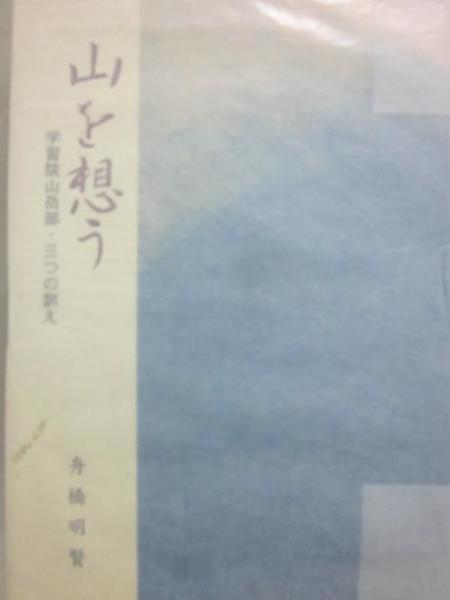 山を想う
学習院山岳部・三つの訓え
舟橋明賢